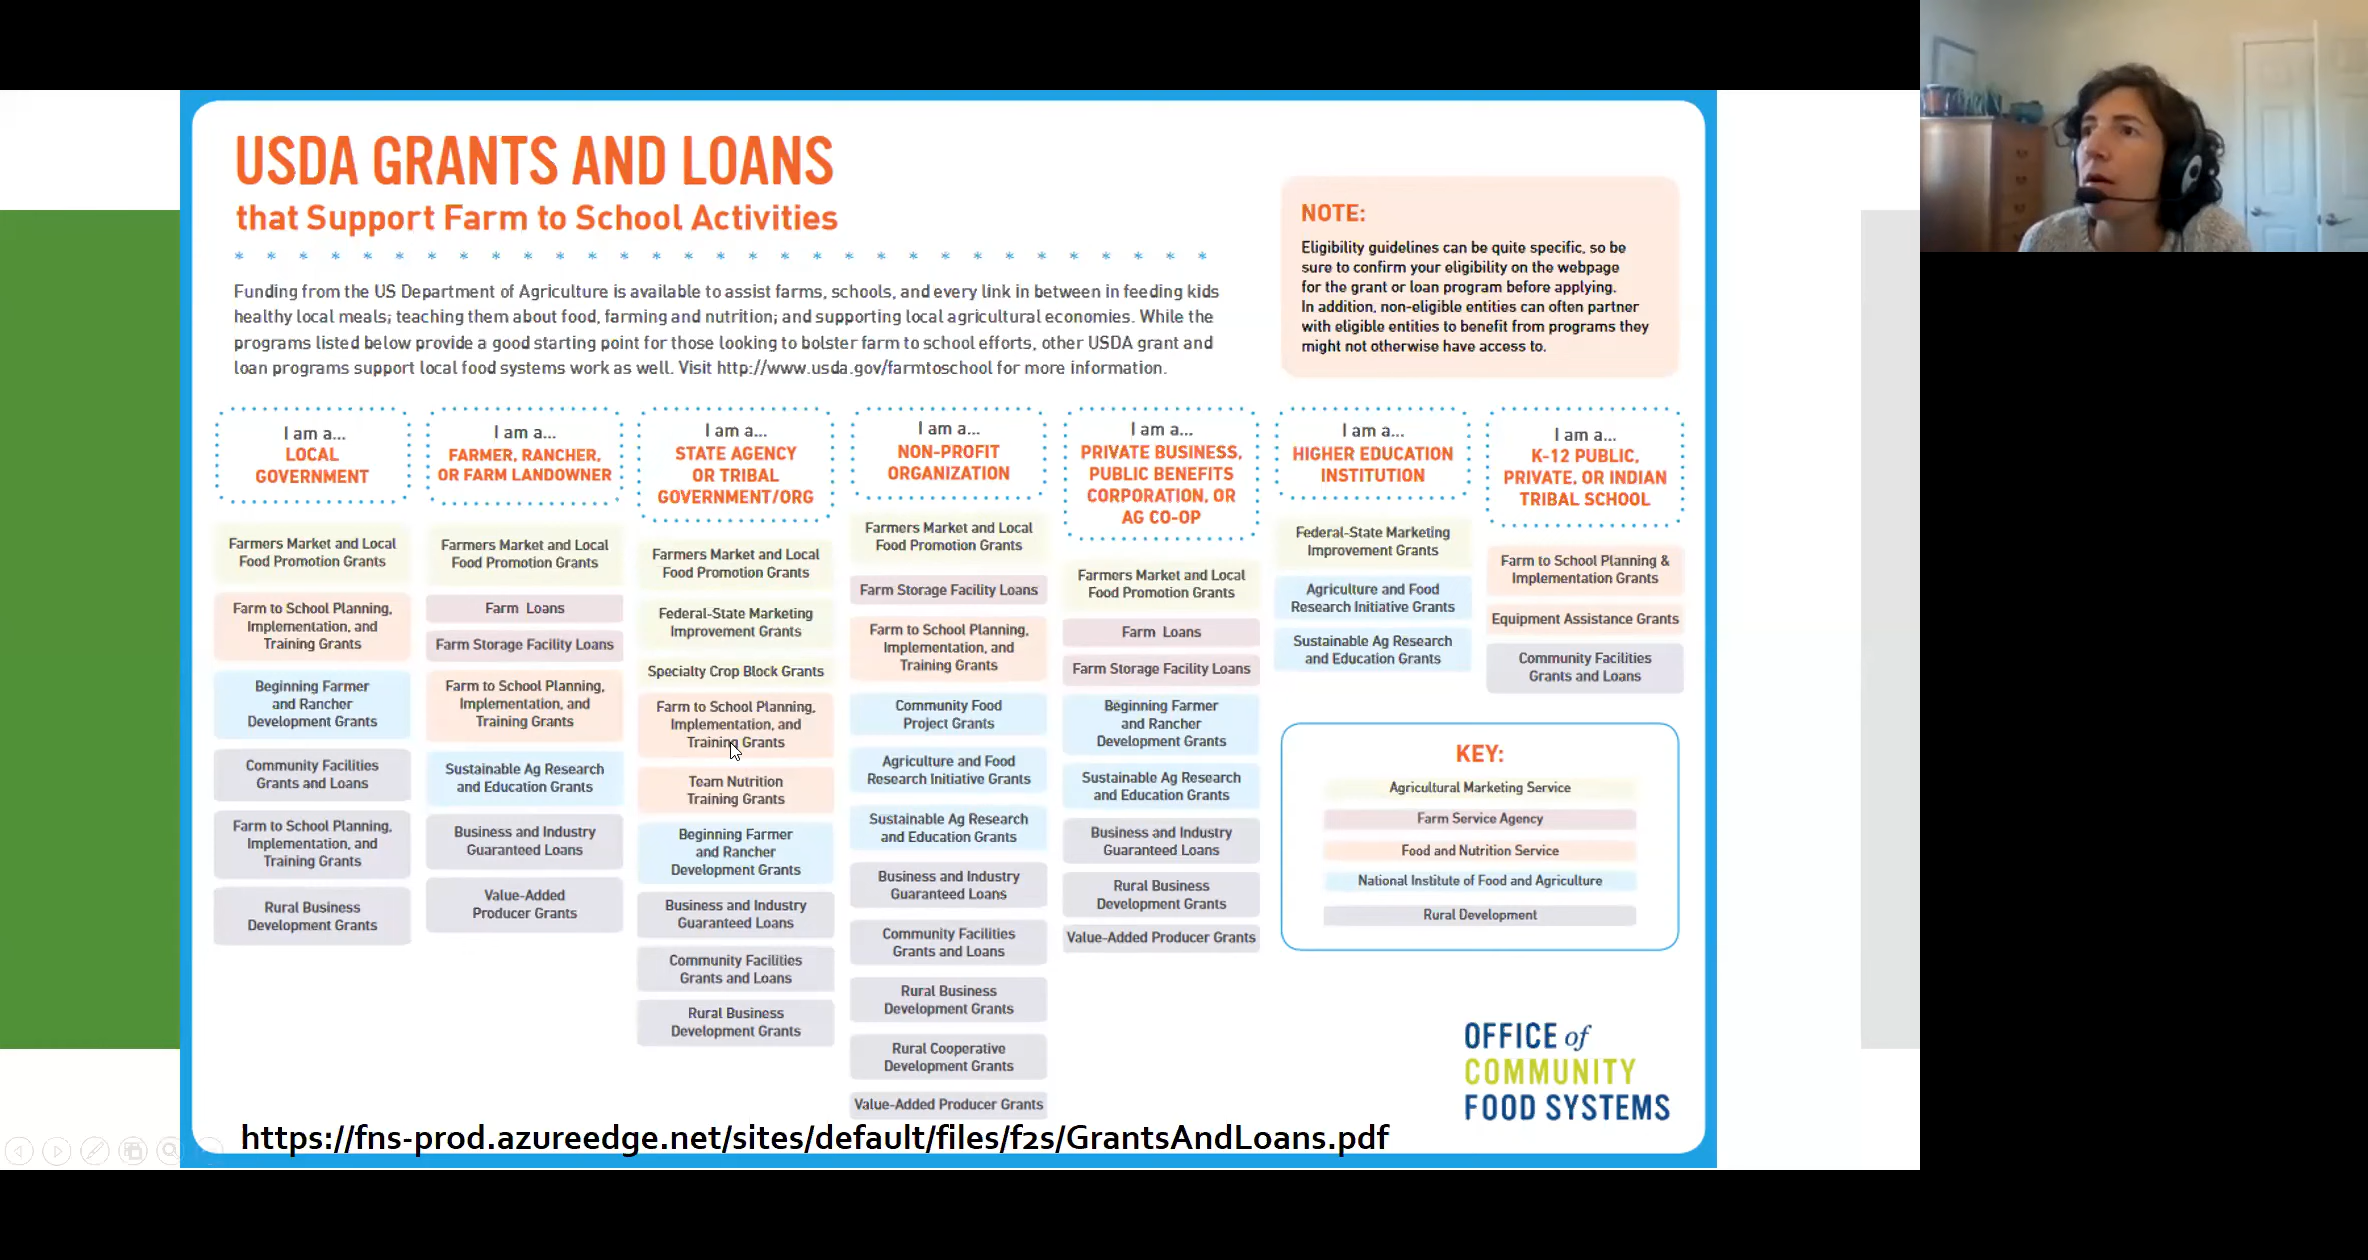 USDA GRANTS AND LOANS
that Support Farm to School Activities
* * * * * * * * * * * * * * * * * * * * * * * * * * * * * * *
Funding from the US Department of Agriculture is available to assist farms, schools, and every link in between in feeding kids
healthy local meals; teaching them about food, farming and nutrition; and supporting local agricultural economies. While the
programs listed below provide a good starting point for those looking to bolster farm to school efforts, other USDA grant and
loan programs support local food systems work as well. Visit http://www.usda.gov/farmtoschool for more information.
NOTE:
Eligibility guidelines can be quite specific, so be
sure to confirm your eligibility on the webpage
for the grant or loan program before applying.
In addition, non-eligible entities can often partner
with eligible entities to benefit from programs they
might not otherwise have access to.
I am a...
LOCAL
GOVERNMENT
Farmers Market and Local
Food Promotion Grants
Farm to School Planning,
Implementation, and
Training Grants
Beginning Farmer
and Rancher
Development Grants
Community Facilities
Grants and Loans
Farm to School Planning,
Implementation, and
Training Grants
Rural Business
Development Grants
I am a...
FARMER, RANCHER,
OR FARM LANDOWNER
Farmers Market and Local
Food Promotion Grants
Farm Loans
Farm Storage Facility Loans
Farm to School Planning,
Implementation, and
Training Grants
Sustainable Ag Research
and Education Grants
Business and Industry
Guaranteed Loans
Value-Added
Producer Grants
I am a...
STATE AGENCY
OR TRIBAL
GOVERNMENT/ORG
Farmers Market and Local
Food Promotion Grants
Federal-State Marketing
Improvement Grants
Specialty Crop Block Grants
Farm to School Planning,
Implementation, and
Training Grants
Team Nutrition
Training Grants
Beginning Farmer
and Rancher
Development Grants
Business and Industry
Guaranteed Loans
Community Facilities
Grants and Loans
Rural Business
Development Grants
I am a...
NON-PROFIT
ORGANIZATION
Farmers Market and Local
Food Promotion Grants
Farm Storage Facility Loans
Farm to School Planning,
Implementation, and
Training Grants
Community Food
Project Grants
Agriculture and Food
Research Initiative Grants
Sustainable Ag Research
and Education Grants
Business and Industry
Guaranteed Loans
Community Facilities
Grants and Loans
Rural Business
Development Grants
Rural Cooperative
Development Grants
Value-Added Producer Grants
I am a...
PRIVATE BUSINESS,
PUBLIC BENEFITS
CORPORATION, OR
AG CO-OP
Farmers Market and Local
Food Promotion Grants
Farm Loans
Farm Storage Facility Loans
Beginning Farmer
and Rancher
Development Grants
Sustainable Ag Research
and Education Grants
Business and Industry
Guaranteed Loans
Rural Business
Development Grants
Value-Added Producer Grants
I am a...
HIGHER EDUCATION
INSTITUTION
Federal-State Marketing
Improvement Grants
Agriculture and Food
Research Initiative Grants
Sustainable Ag Research
and Education Grants
I am a...
K-12 PUBLIC,
PRIVATE, OR INDIAN
TRIBAL SCHOOL
Farm to School Planning &
Implementation Grants
Equipment Assistance Grants
Community Facilities
Grants and Loans
KEY:
Agricultural Marketing Service
Farm Service Agency
Food and Nutrition Service
National Institute of Food and Agriculture
Rural Development
OFFICE of
COMMUNITY
FOOD SYSTEMS
https://fns-prod.azureedge.net/sites/default/files/f2s/GrantsAndLoans.pdf